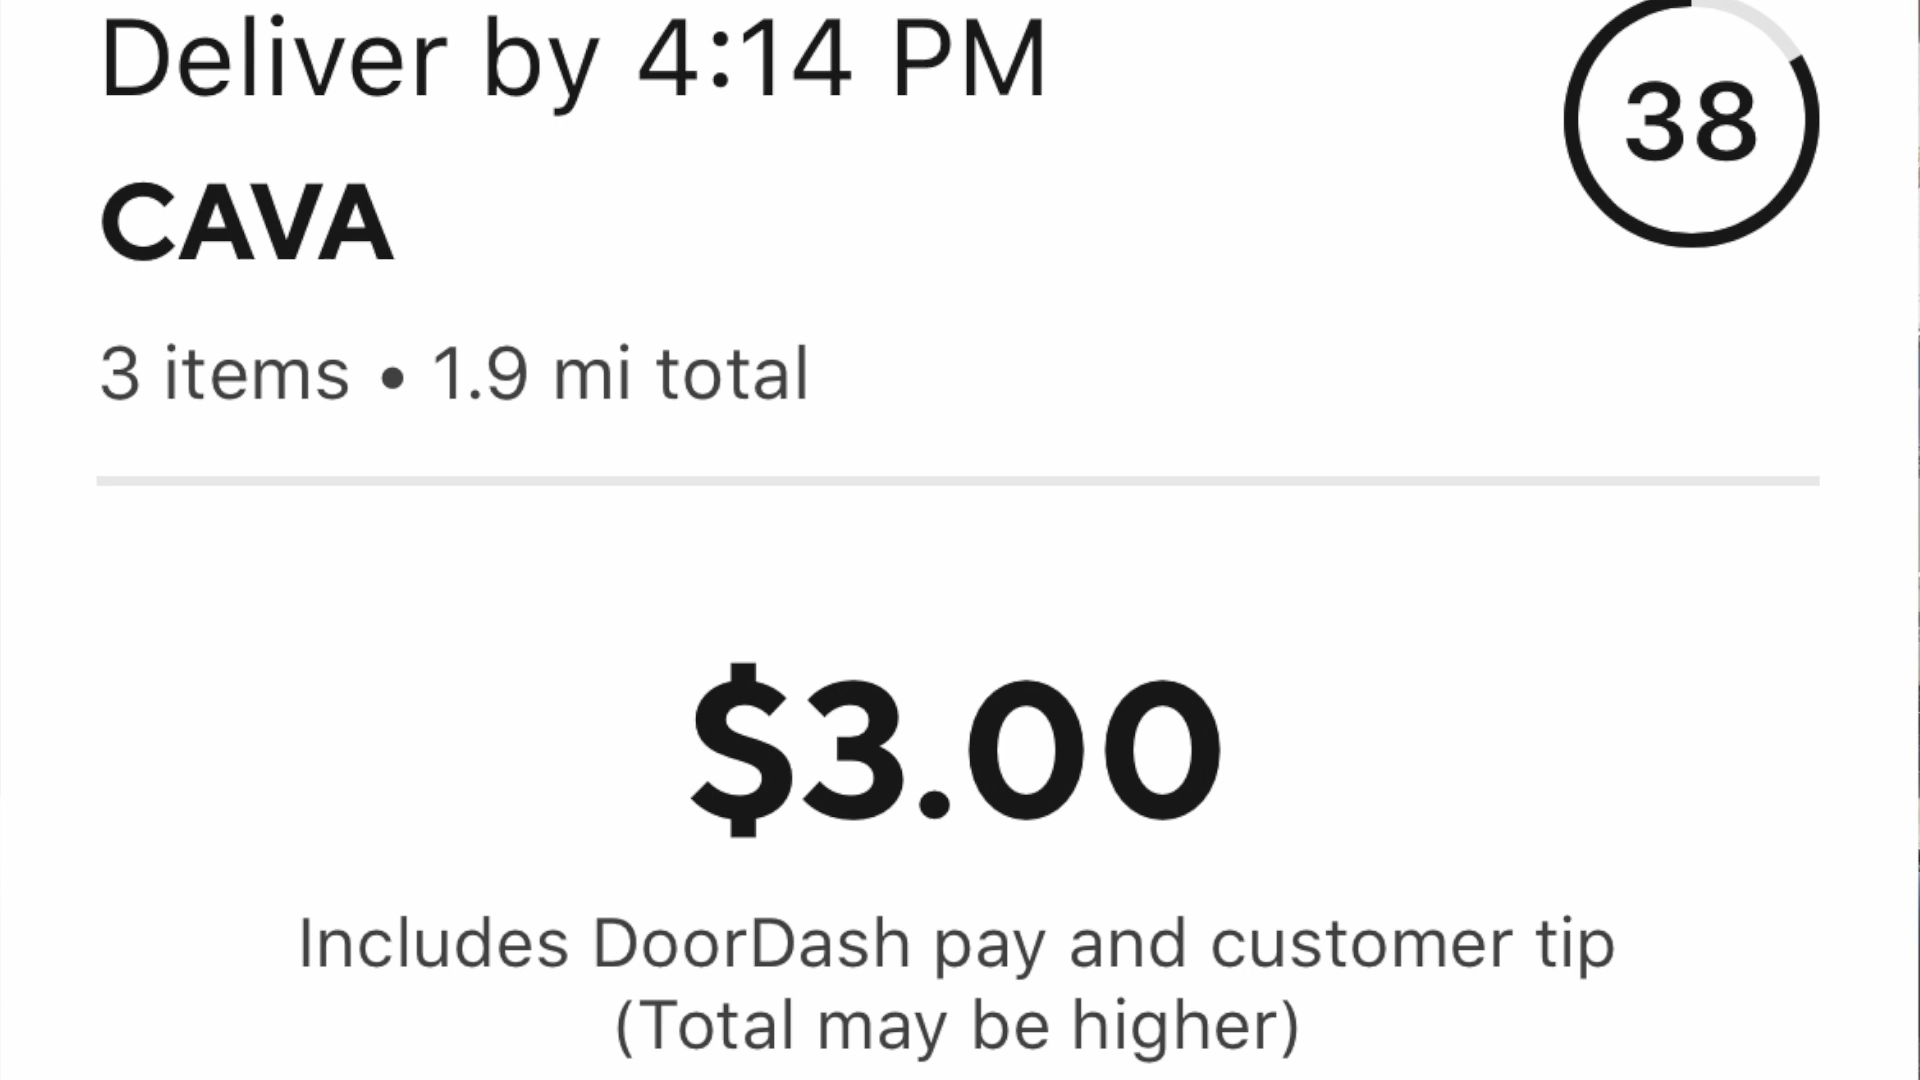 Deliver by 4:14 PM
38
CAVA
3 items • 1.9 mi total
$3.00
Includes DoorDash pay and customer tip
(Total may be higher)